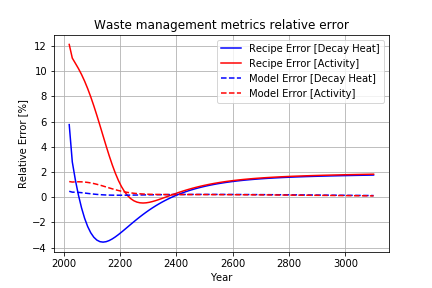 Waste management metrics relative error
Recipe Error [Decay Heat]
Recipe Error [Activity]
Model Error [Decay Heat]
Model Error [Activity]
Relative Error [%]
12
10
8
6
4
2
0
−2
−4
2000
2200
2400
2600
2800
3000
Year